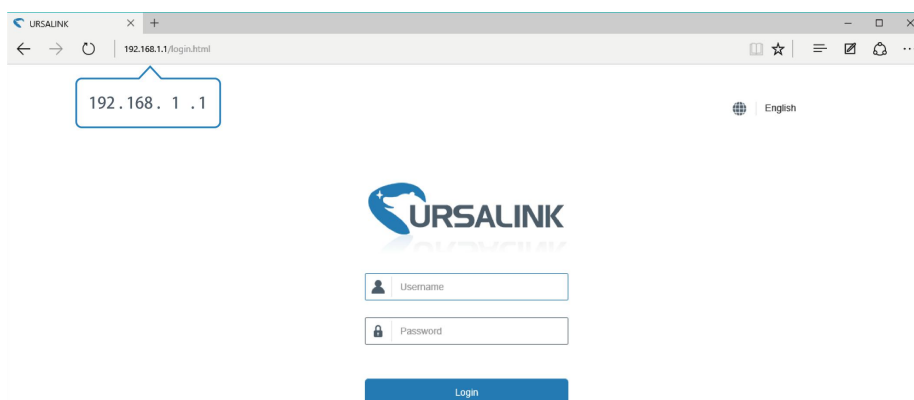 URSALINK
192.168.1.1/login.html
192.168. 1 .1
English
URSALINK
Username
Password
Login